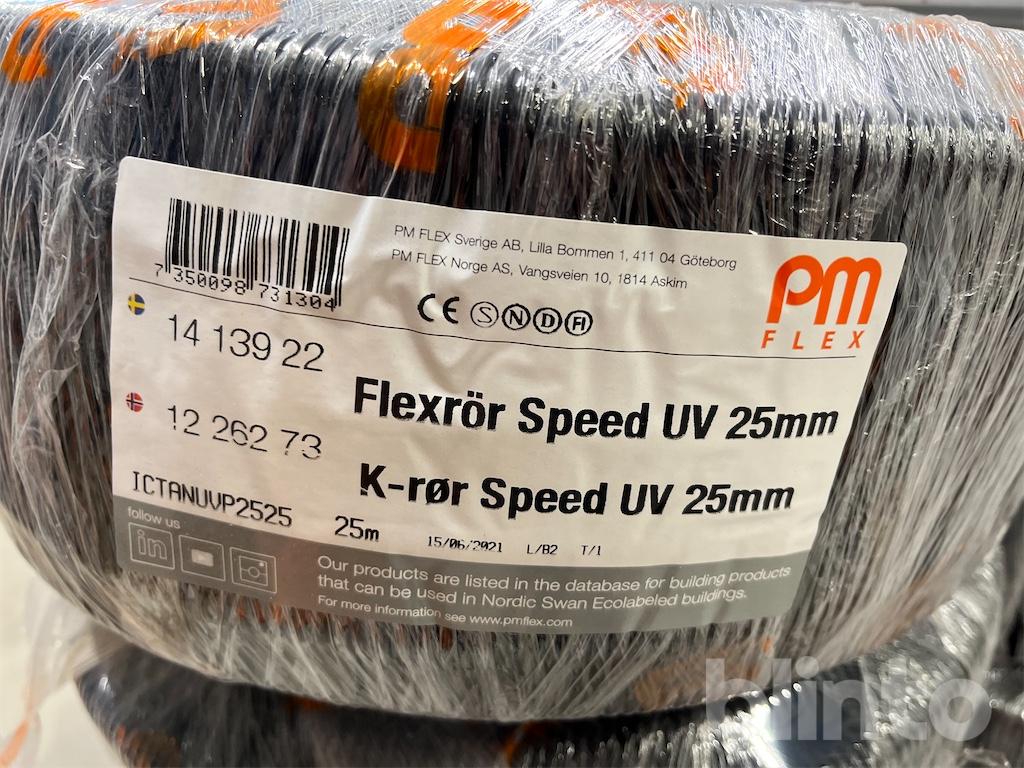 PM FLEX Sverige AB, Lilla Bommen 1, 411 04 Göteborg
PM FLEX Norge AS, Vangsveien 10, 1814 Askim
7 350098 731304
CE S N D FI
PM
FLEX
14 139 22
Flexrör Speed UV 25mm
12 262 73
K-rør Speed UV 25mm
ICTANUVP2525 25m 15/06/2021 L/B2 T/1
follow us
in
Our products are listed in the database for building products
that can be used in Nordic Swan Ecolabeled buildings.
For more information see www.pmflex.com
blinto